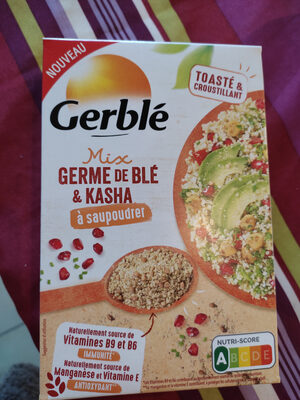 NOUVEAU
Gerblé
TOASTÉ &
CROUSTILLANT
Mix
GERME DE BLÉ
& KASHA
à saupoudrer
Naturellement source de
Vitamines B9 et B6
IMMUNITÉ
Naturellement source de
Manganèse et Vitamine E
ANTIOXYDANT
NUTRI-SCORE
A B C D E